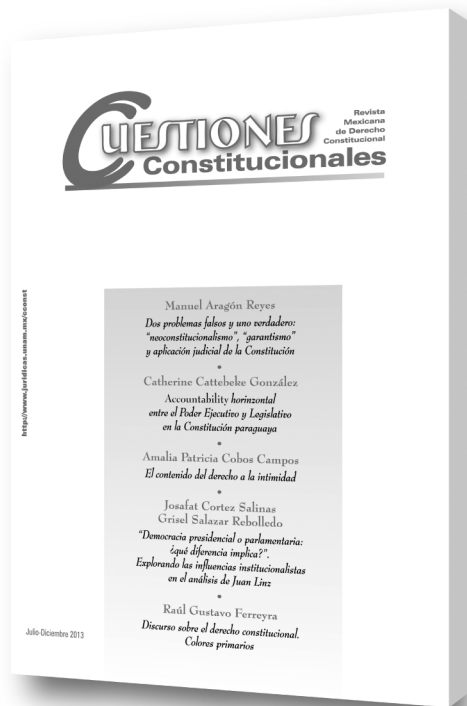 CUESTIONES
Constitucionales
Revista
Mexicana
de Derecho
Constitucional
http://www.juridicas.unam.mx/cconst
Manuel Aragón Reyes
Dos problemas falsos y uno verdadero:
“neoconstitucionalismo”, “garantismo”
y aplicación judicial de la Constitución
•
Catherine Cattebeke González
Accountability horinzontal
entre el Poder Ejecutivo y Legislativo
en la Constitución paraguaya
•
Amalia Patricia Cobos Campos
El contenido del derecho a la intimidad
•
Josafat Cortez Salinas
Grisel Salazar Rebolledo
“Democracia presidencial o parlamentaria:
¿qué diferencia implica?”.
Explorando las influencias institucionalistas
en el análisis de Juan Linz
•
Raúl Gustavo Ferreyra
Discurso sobre el derecho constitucional.
Colores primarios
Julio-Diciembre 2013